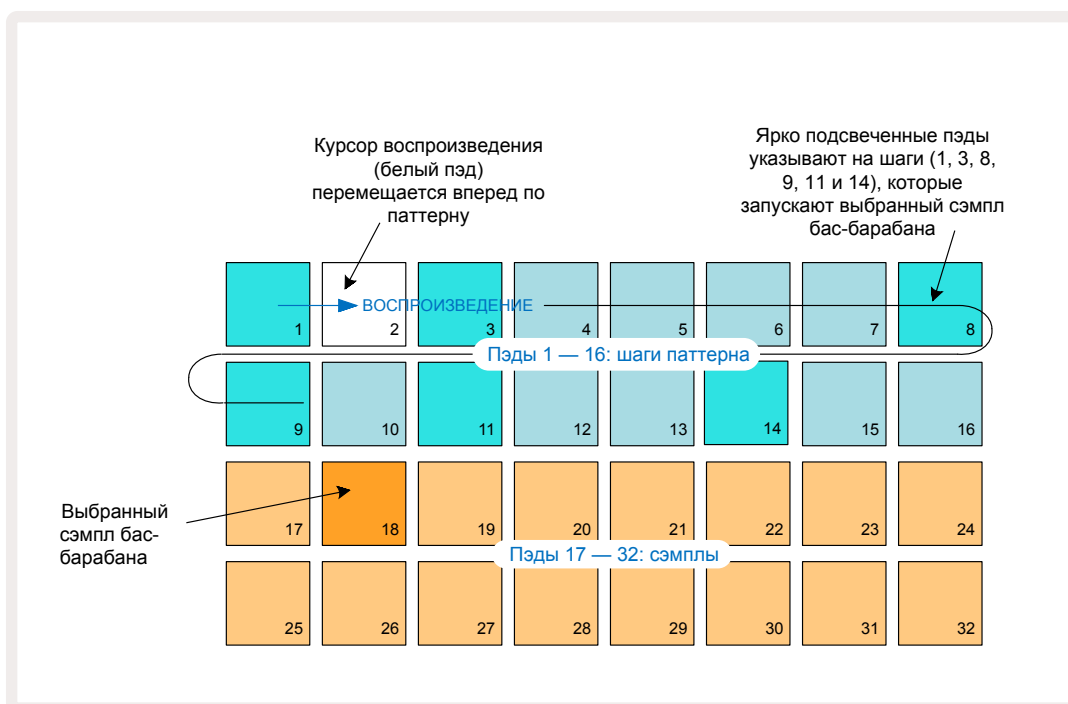 Курсор воспроизведения
(белый пэд)
перемещается вперед по
паттерну
Ярко подсвеченные пэды
указывают на шаги (1, 3, 8,
9, 11 и 14), которые
запускают выбранный сэмпл
бас-барабана
ВОСПРОИЗВЕДЕНИЕ
1 2 3 4 5 6 7 8
Пэды 1 — 16: шаги паттерна
9 10 11 12 13 14 15 16
Выбранный
сэмпл бас-
барабана
17 18 19 20 21 22 23 24
Пэды 17 — 32: сэмплы
25 26 27 28 29 30 31 32